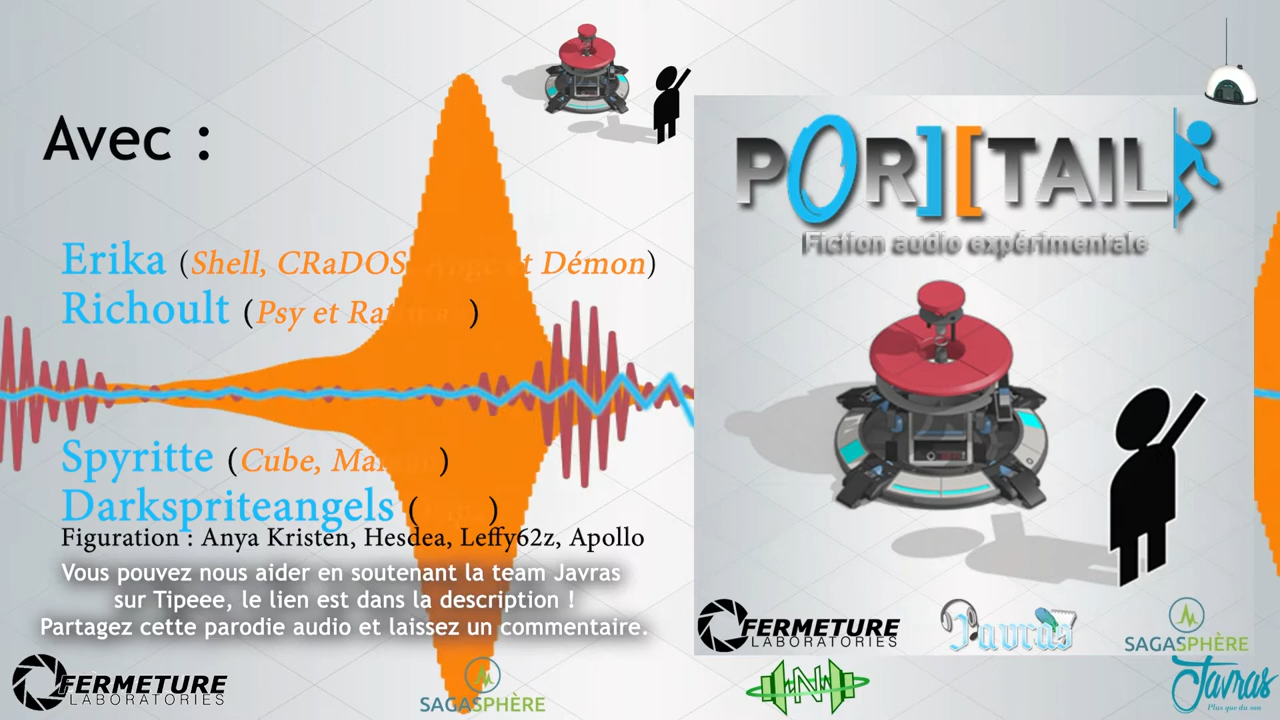 Avec :
Erika (Shell, CRaDOS, Ange et Démon)
Richoult (Psy et Ra )
Spyritte (Cube, Ma )
Darkspriteangels ( )
Figuration : Anya Kristen, Hesdea, Leffy62z, Apollo
Vous pouvez nous aider en soutenant la team Javras
sur Tipeee, le lien est dans la description !
Partagez cette parodie audio et laissez un commentaire.
FERMETURE
LABORATORIES
SAGASPHÈRE
POR][TAIL
Fiction audio expérimentale
FERMETURE
LABORATORIES
Javras
SAGASPHÈRE
N
Javras
Plus que du son